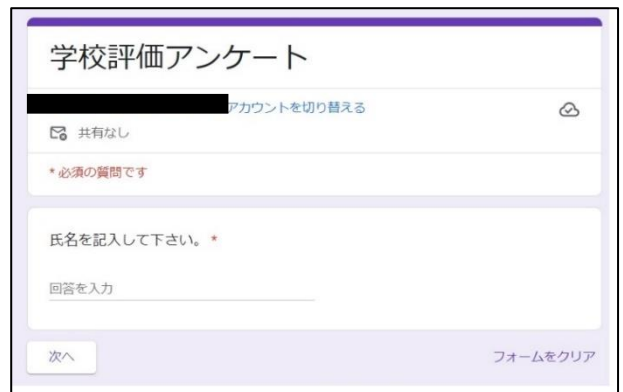 学校評価アンケート
アカウントを切り替える
共有なし
* 必須の質問です
氏名を記入して下さい。 *
回答を入力
次へ
フォームをクリア